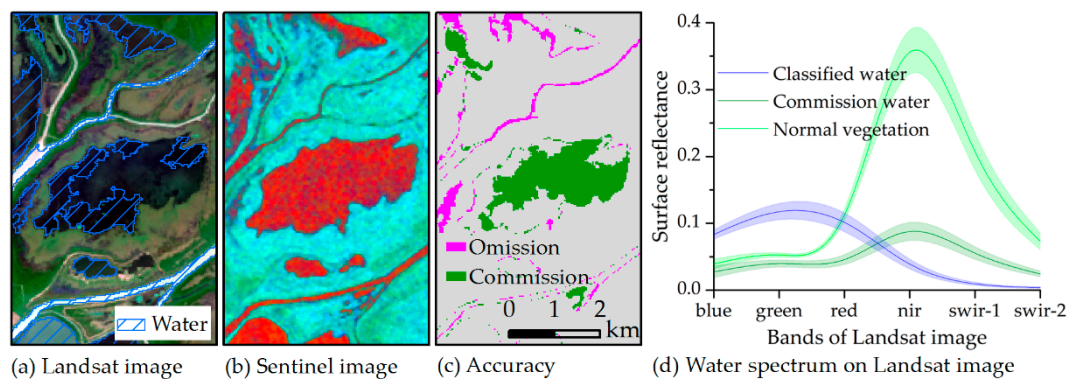 Water
(a) Landsat image
(b) Sentinel image
Omission
Commission
0 1 2
km
(c) Accuracy
0.4
0.3
0.2
0.1
0.0
Surface reflectance
Classified water
Commission water
Normal vegetation
blue green red nir swir-1 swir-2
Bands of Landsat image
(d) Water spectrum on Landsat image